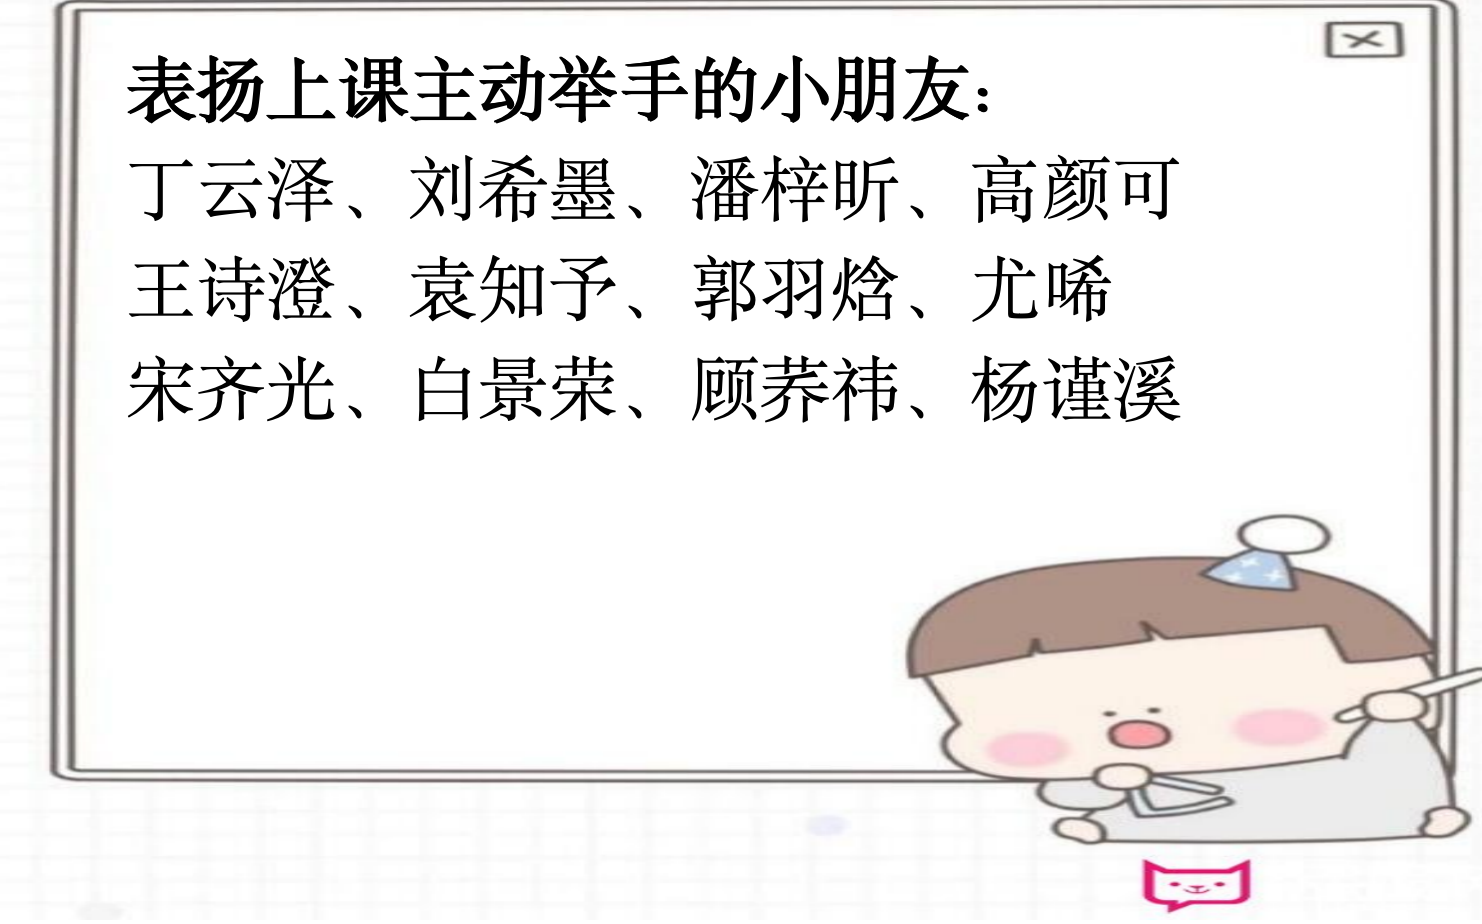 表扬上课主动举手的小朋友：
丁云泽、刘希墨、潘梓昕、高颜可
王诗澄、袁知予、郭羽焓、尤唏
宋齐光、白景荣、顾荞祎、杨谨溪